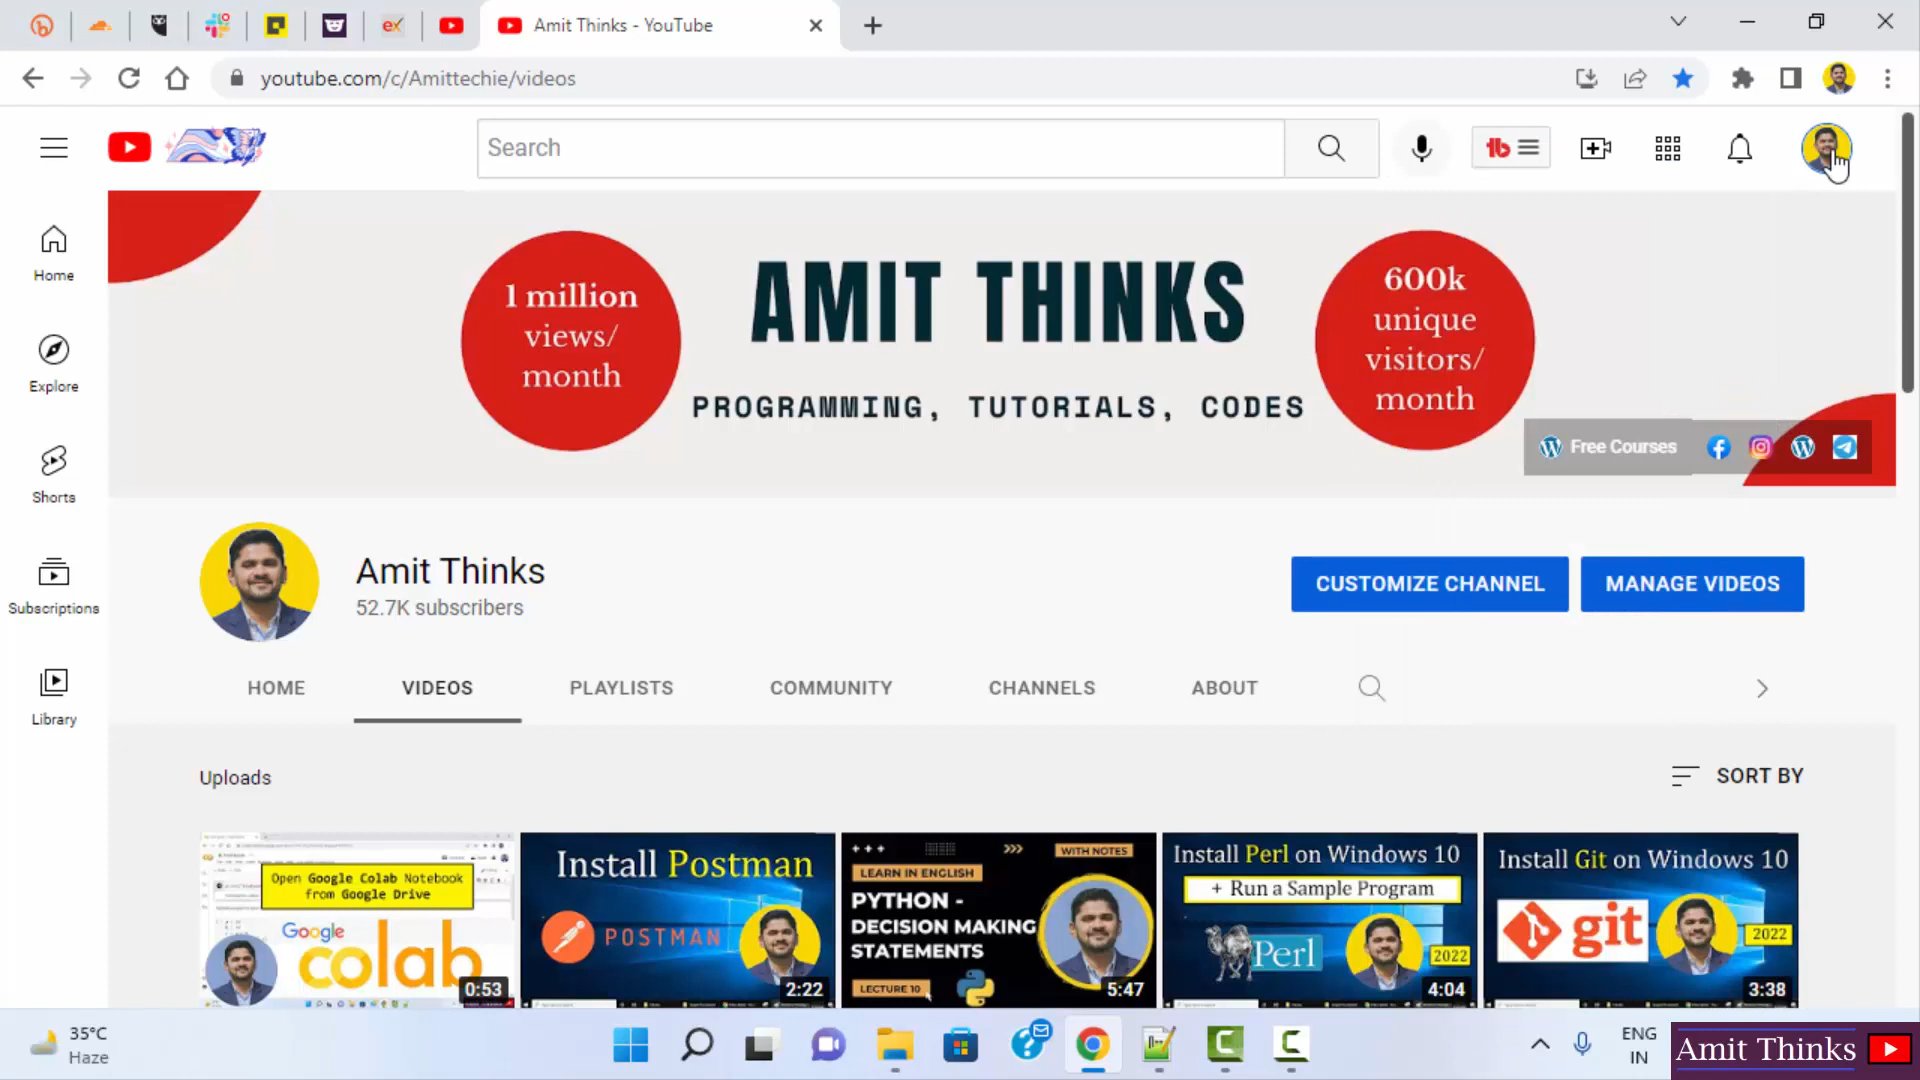 Amit Thinks - YouTube
youtube.com/c/Amittechie/videos
Search
Home
Explore
Shorts
Subscriptions
Library
1 million
views/
month
AMIT THINKS
PROGRAMMING, TUTORIALS, CODES
600k
unique
visitors/
month
Free Courses
Amit Thinks
52.7K subscribers
CUSTOMIZE CHANNEL
MANAGE VIDEOS
HOME
VIDEOS
PLAYLISTS
COMMUNITY
CHANNELS
ABOUT
Uploads
SORT BY
Open Google Colab Notebook
from Google Drive
Google
colab
0:53
Install Postman
POSTMAN
2:22
WITH NOTES
LEARN IN ENGLISH
PYTHON -
DECISION MAKING
STATEMENTS
LECTURE 10
5:47
Install Perl on Windows 10
+ Run a Sample Program
Perl
2022
4:04
Install Git on Windows 10
git
2022
3:38
35°C
Haze
ENG
IN
Amit Thinks